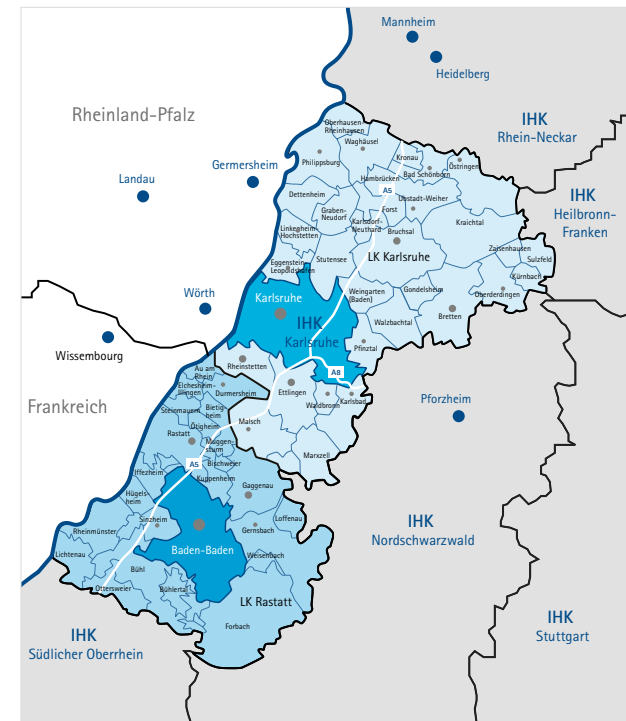 Mannheim
Heidelberg
Rheinland-Pfalz
IHK
Rhein-Neckar
Oberhausen-
Rheinhausen
Waghäusel
Kronau
Östringen
Philippsburg
Bad Schönborn
Germersheim
Landau
Hambrücken
A5
Dettenheim
Ubstadt-Weiher
IHK
Heilbronn-
Franken
Graben-
Neudorf
Forst
Karlsdorf-
Neuthard
Kraichtal
Linkenheim-
Hochstetten
Bruchsal
Zaisenhausen
Stutensee
LK Karlsruhe
Sulzfeld
Eggenstein-
Leopoldshafen
Kürnbach
Gondelsheim
Oberderdingen
Weingarten
(Baden)
Karlsruhe
Wörth
Bretten
IHK
Karlsruhe
Walzbachtal
Pfinztal
Wissembourg
Rheinstetten
A8
Au am
Rhein
Elchesheim-
Illingen
Durmersheim
Ettlingen
Waldbronn
Karlsbad
Frankreich
Pforzheim
Steinmauern
Bietig
heim
Malsch
Ötigheim
Rastatt
Muggen-
sturm
Marxzell
A5
Bischweier
Iffezheim
Kuppenheim
Gaggenau
Hügels-
heim
Sinzheim
Loffenau
IHK
Nordschwarzwald
Rheinmünster
Gernsbach
Lichtenau
Baden-Baden
Weisenbach
Bühl
Ottersweier
Bühlertal
LK Rastatt
Forbach
IHK
Südlicher Oberrhein
IHK
Stuttgart